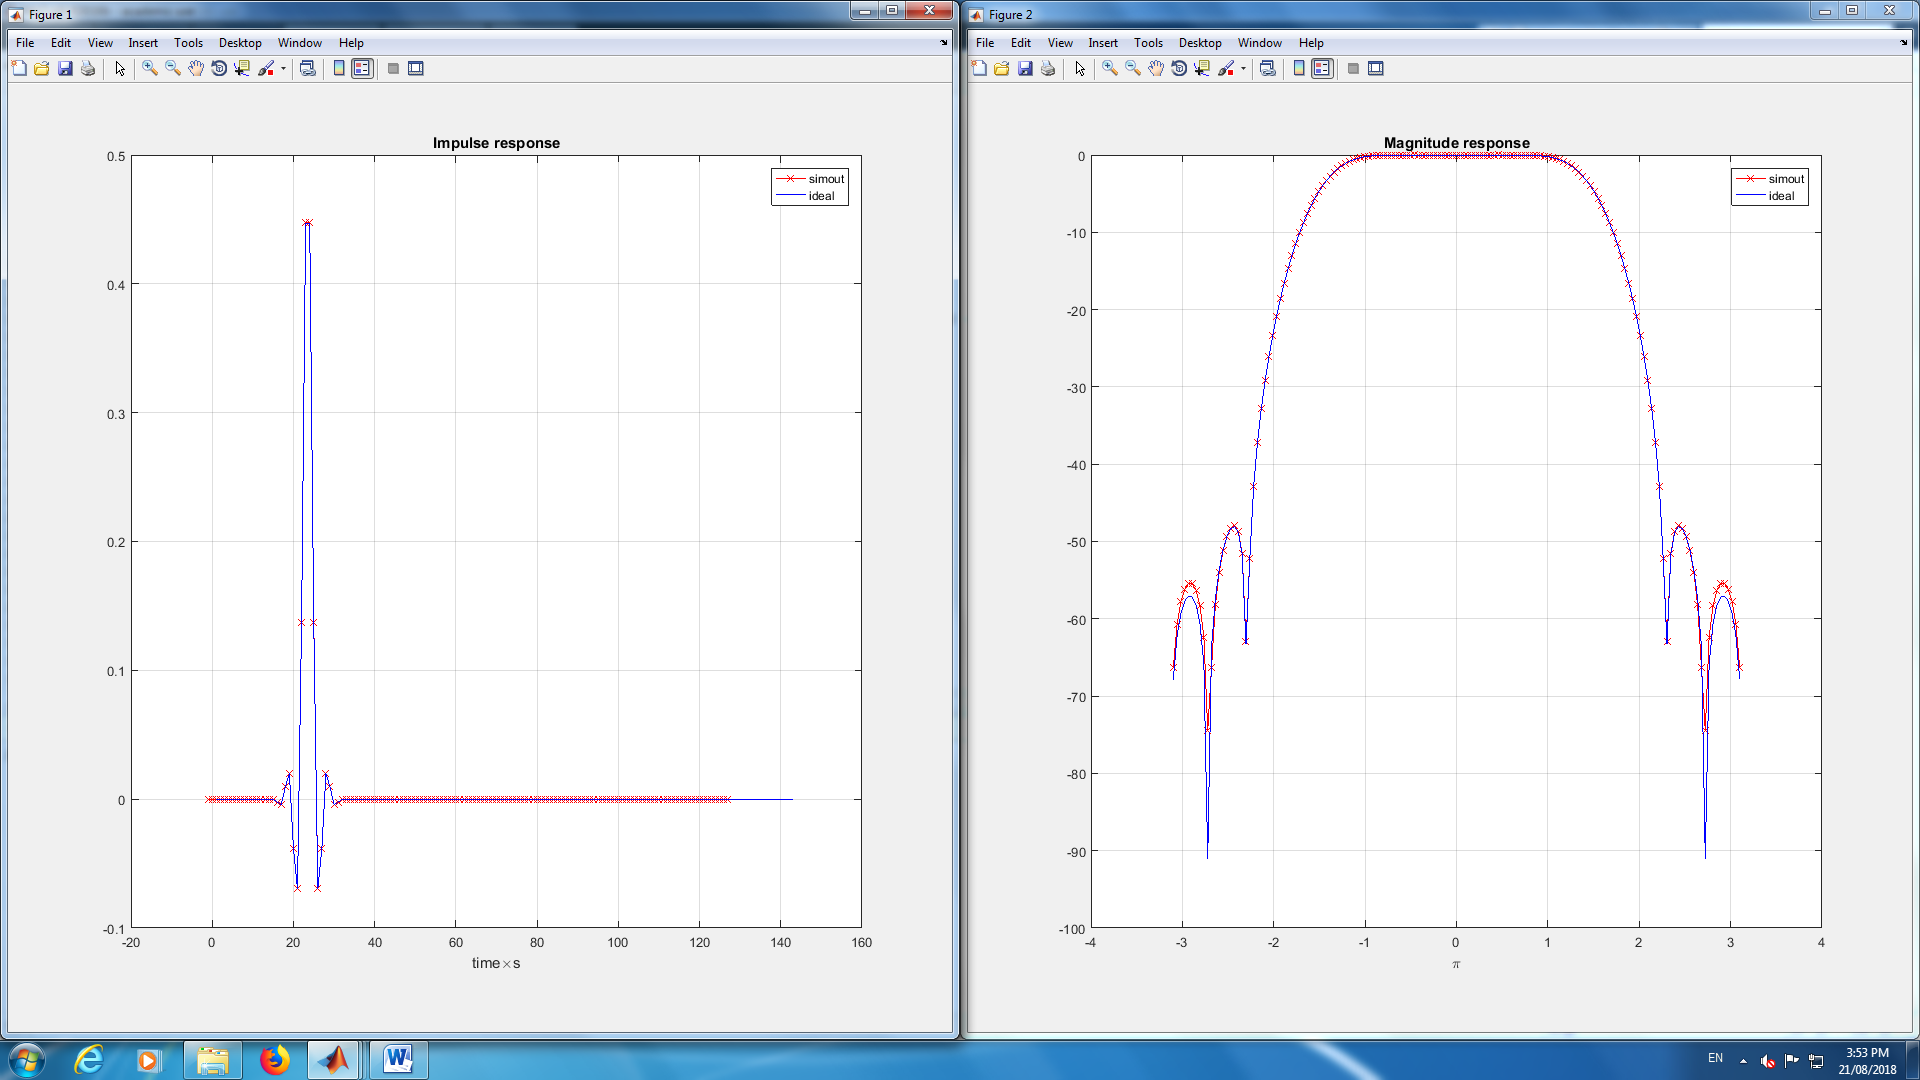 Figure 1
File Edit View Insert Tools Desktop Window Help
Impulse response
simout
ideal
0.5
0.4
0.3
0.2
0.1
0
-0.1
-20 0 20 40 60 80 100 120 140 160
time×s
Figure 2
File Edit View Insert Tools Desktop Window Help
Magnitude response
simout
ideal
0
-10
-20
-30
-40
-50
-60
-70
-80
-90
-100
-4 -3 -2 -1 0 1 2 3 4
π
EN
3:53 PM
21/08/2018